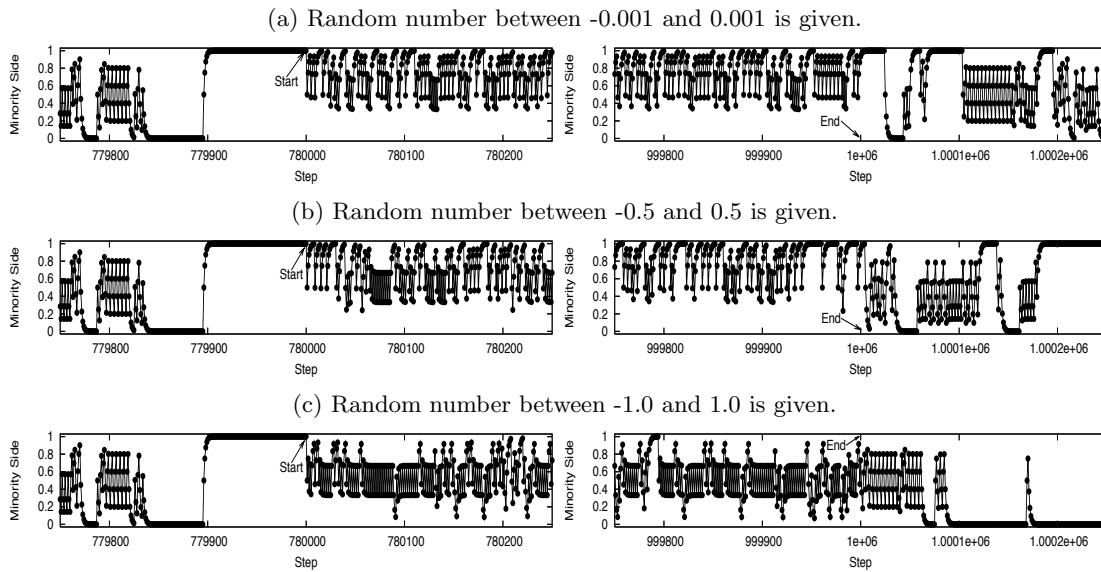 (a) Random number between -0.001 and 0.001 is given.
Minority Side
1
0.8
0.6
0.4
0.2
0
Start
779800 779900 780000 780100 780200
Step
Minority Side
1
0.8
0.6
0.4
0.2
0
End
999800 999900 1e+06 1.0001e+06 1.0002e+06
Step
(b) Random number between -0.5 and 0.5 is given.
Minority Side
1
0.8
0.6
0.4
0.2
0
Start
779800 779900 780000 780100 780200
Step
Minority Side
1
0.8
0.6
0.4
0.2
0
End
999800 999900 1e+06 1.0001e+06 1.0002e+06
Step
(c) Random number between -1.0 and 1.0 is given.
Minority Side
1
0.8
0.6
0.4
0.2
0
Start
779800 779900 780000 780100 780200
Step
Minority Side
1
0.8
0.6
0.4
0.2
0
End
999800 999900 1e+06 1.0001e+06 1.0002e+06
Step